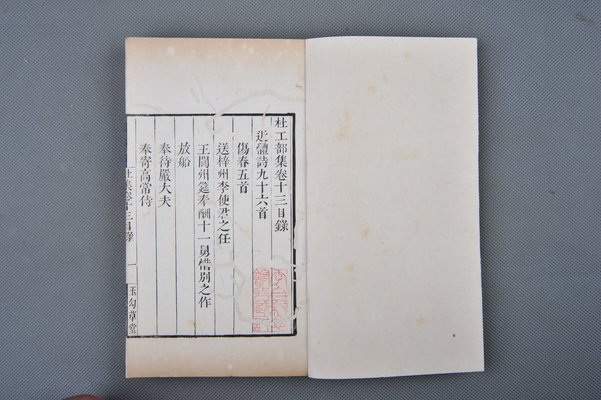 杜工部集卷十三目錄
近體詩九十六首
傷春五首
送梓州李使君之任
王閬州筵奉酬十一舅惜別之作
放船
奉待嚴大夫
奉寄高常侍
杜集卷十三目錄
一
玉勾草堂